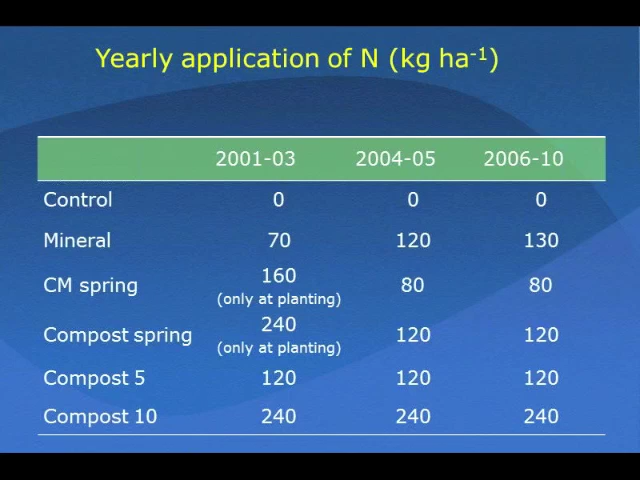 Yearly application of N (kg ha-1)
2001-03 2004-05 2006-10
Control 0 0 0
Mineral 70 120 130
CM spring 160 (only at planting) 80 80
Compost spring 240 (only at planting) 120 120
Compost 5 120 120 120
Compost 10 240 240 240